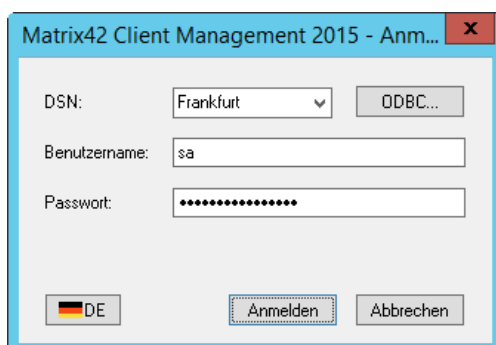 Matrix42 Client Management 2015 - Anm...
x
DSN: Frankfurt ODBC...
Benutzername: sa
Passwort: ••••••••••••••••
DE Anmelden Abbrechen